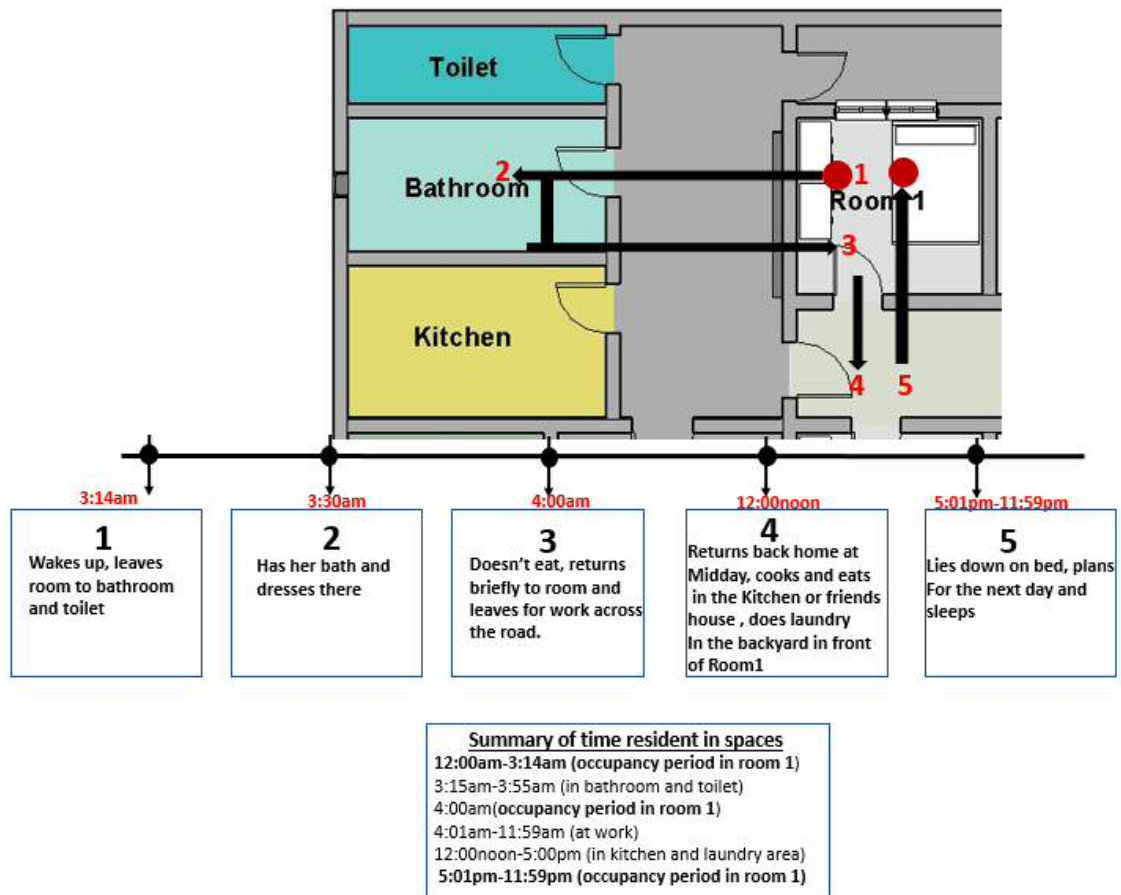 Toilet
2
Bathroom
1
Room 1
3
Kitchen
4
5
3:14am
3:30am
4:00am
12:00noon
5:01pm-11:59pm
1
Wakes up, leaves
room to bathroom
and toilet
2
Has her bath and
dresses there
3
Doesn't eat, returns
briefly to room and
leaves for work across
the road.
4
Returns back home at
Midday, cooks and eats
in the Kitchen or friends
house , does laundry
In the backyard in front
of Room1
5
Lies down on bed, plans
For the next day and
sleeps
Summary of time resident in spaces
12:00am-3:14am (occupancy period in room 1)
3:15am-3:55am (in bathroom and toilet)
4:00am(occupancy period in room 1)
4:01am-11:59am (at work)
12:00noon-5:00pm (in kitchen and laundry area)
5:01pm-11:59pm (occupancy period in room 1)